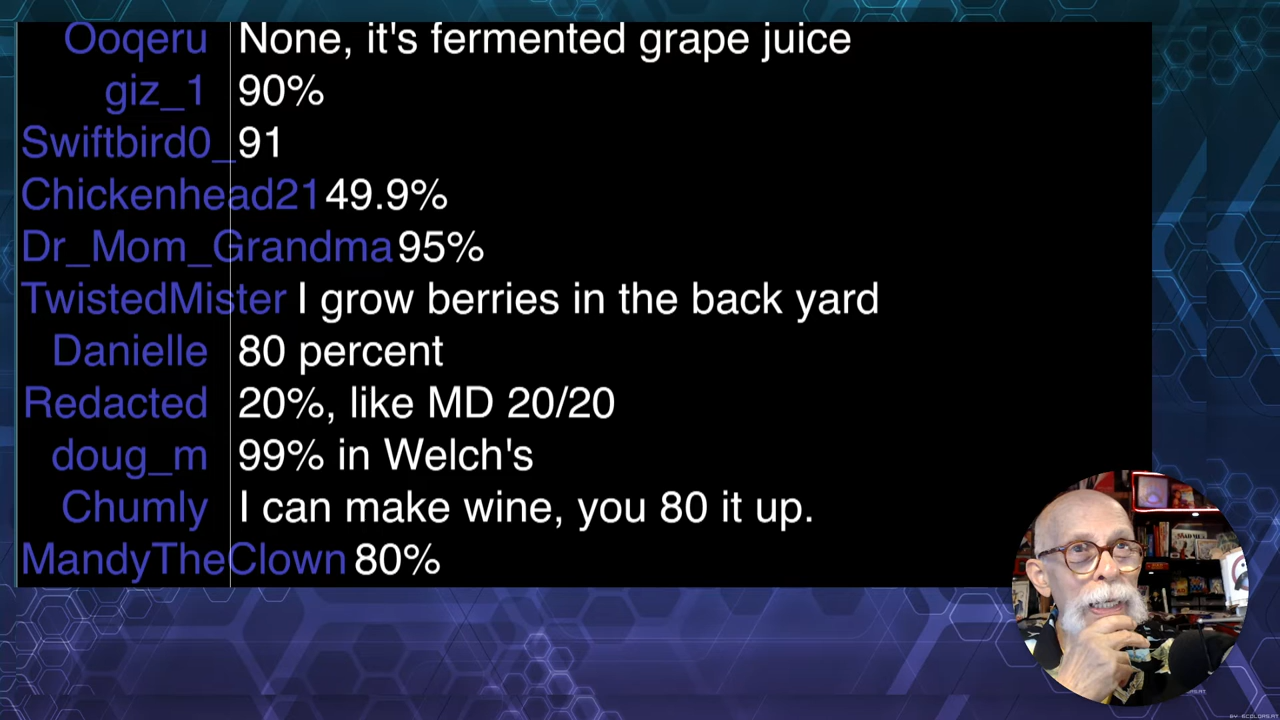 Ooqeru None, it's fermented grape juice
giz_1 90%
Swiftbird0_ 91
Chickenhead21 49.9%
Dr_Mom_Grandma 95%
TwistedMister I grow berries in the back yard
Danielle 80 percent
Redacted 20%, like MD 20/20
doug_m 99% in Welch's
Chumly I can make wine, you 80 it up.
MandyTheClown 80%